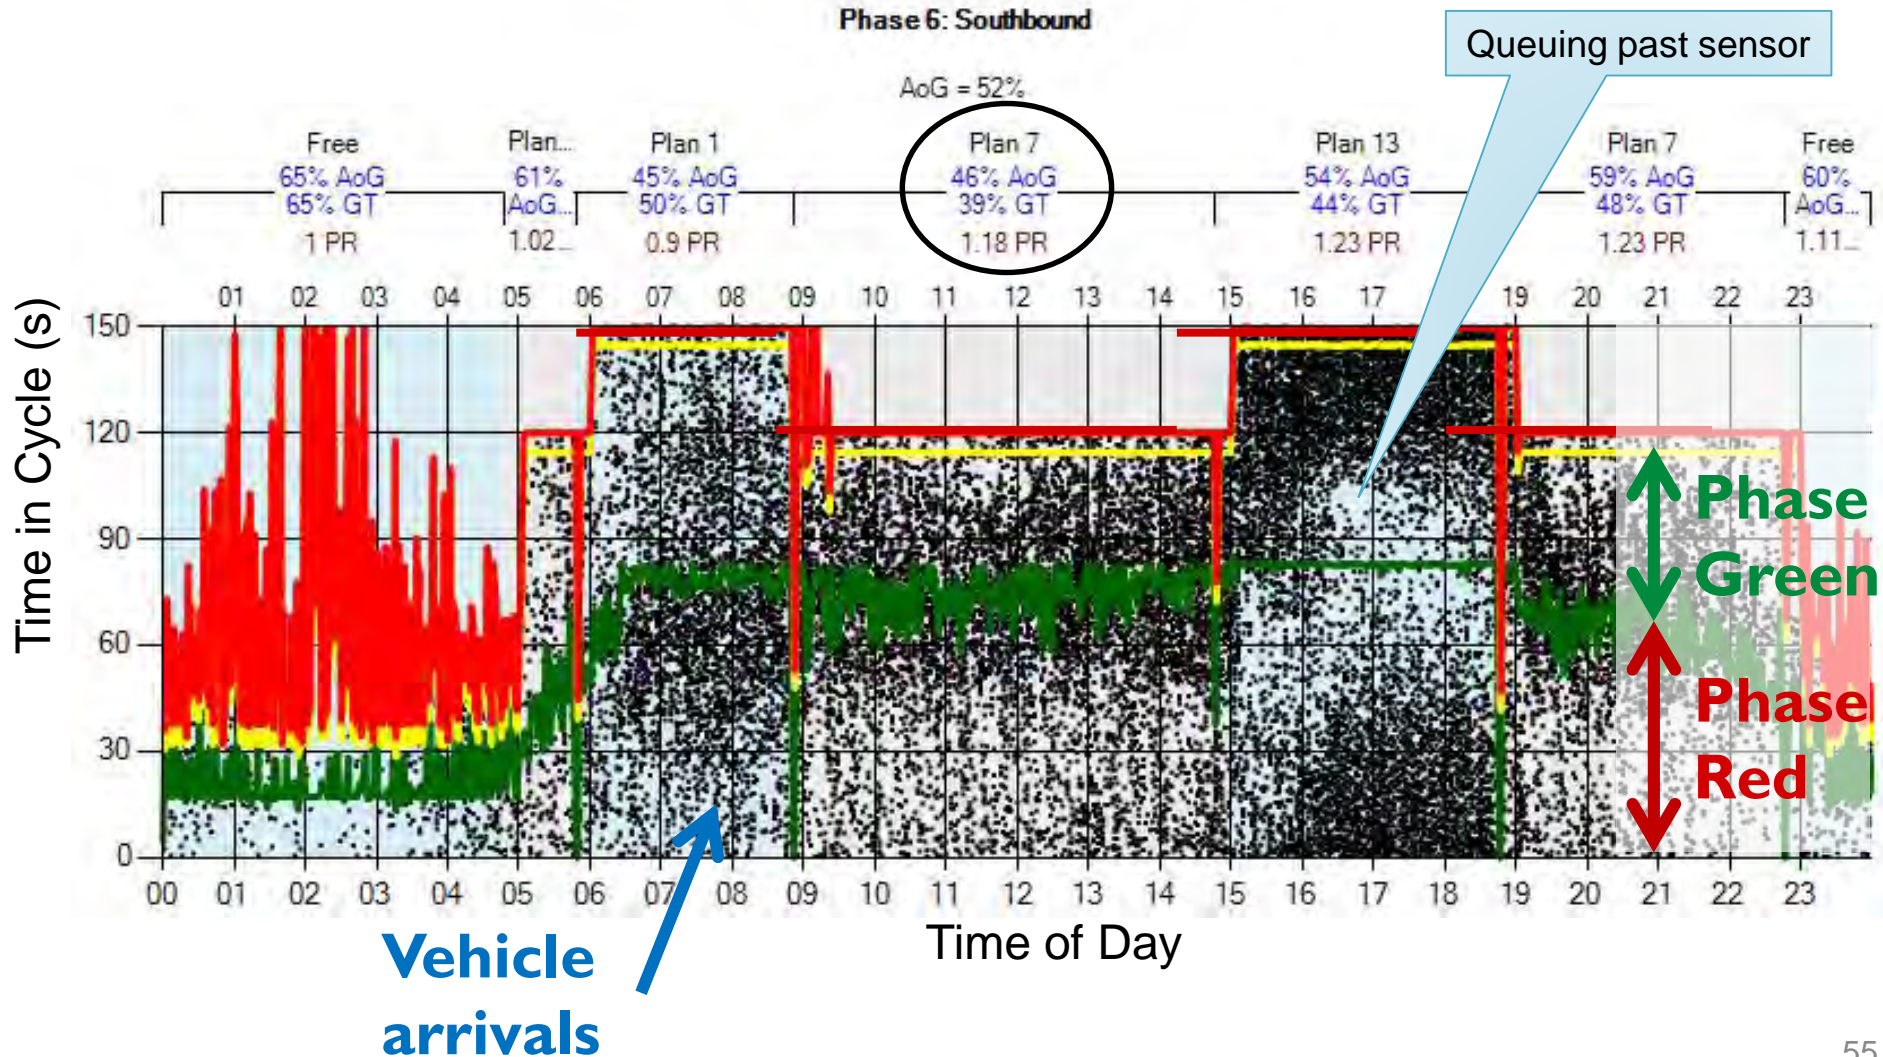 Phase 6: Southbound
Queuing past sensor
AoG = 52%
Free Plan... Plan 1 Plan 7 Plan 13 Plan 7 Free
65% AoG 61% 45% AoG 46% AoG 54% AoG 59% AoG 60%
65% GT AoG... 50% GT 39% GT 44% GT 48% GT AoG...
1 PR 1.02... 0.9 PR 1.18 PR 1.23 PR 1.23 PR 1.11...
01 02 03 04 05 06 07 08 09 10 11 12 13 14 15 16 17 19 20 21 22 23
Time in Cycle (s)
150
120
90
60
30
0
Phase
Green
Phase
Red
00 01 02 03 04 05 06 07 08 09 10 11 12 13 14 15 16 17 18 19 20 21 22 23
Time of Day
Vehicle
arrivals
55